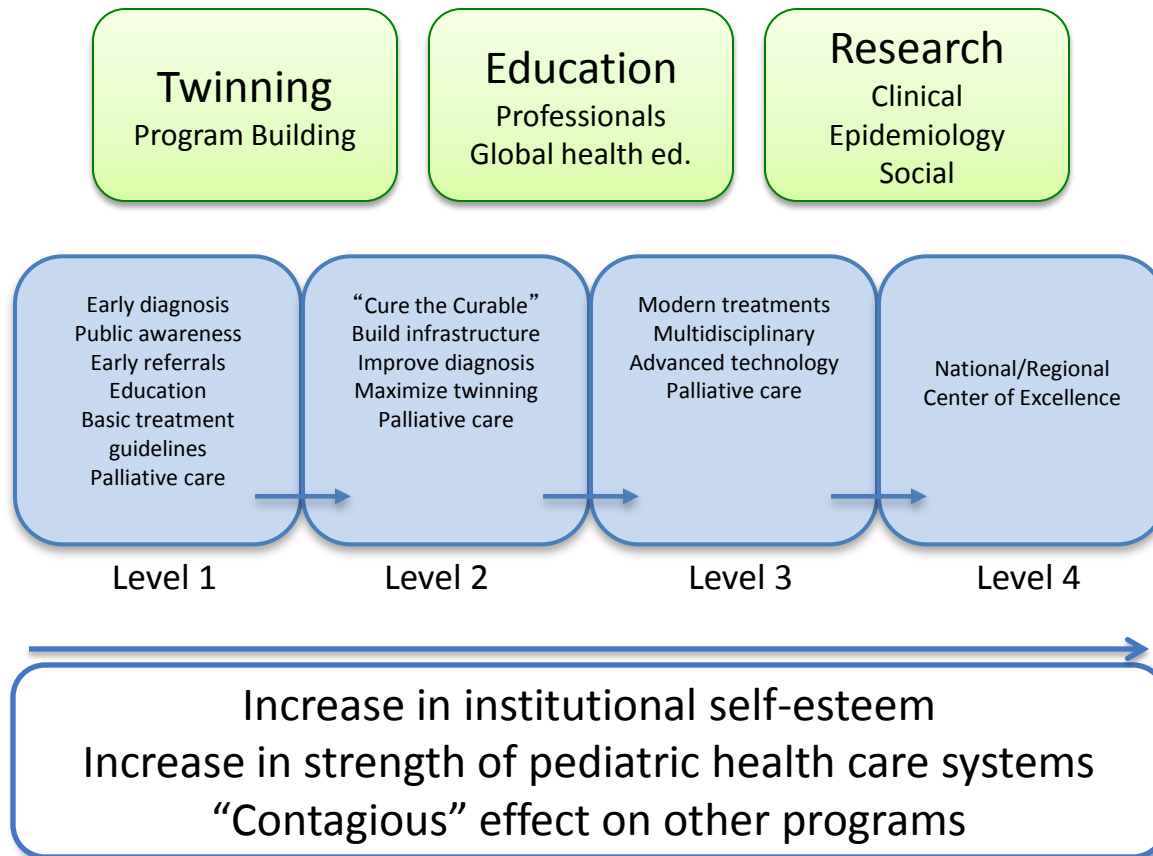 Twinning
Program Building
Education
Professionals
Global health ed.
Research
Clinical
Epidemiology
Social
Early diagnosis
Public awareness
Early referrals
Education
Basic treatment
guidelines
Palliative care
“Cure the Curable”
Build infrastructure
Improve diagnosis
Maximize twinning
Palliative care
Modern treatments
Multidisciplinary
Advanced technology
Palliative care
National/Regional
Center of Excellence
Level 1
Level 2
Level 3
Level 4
Increase in institutional self-esteem
Increase in strength of pediatric health care systems
“Contagious” effect on other programs